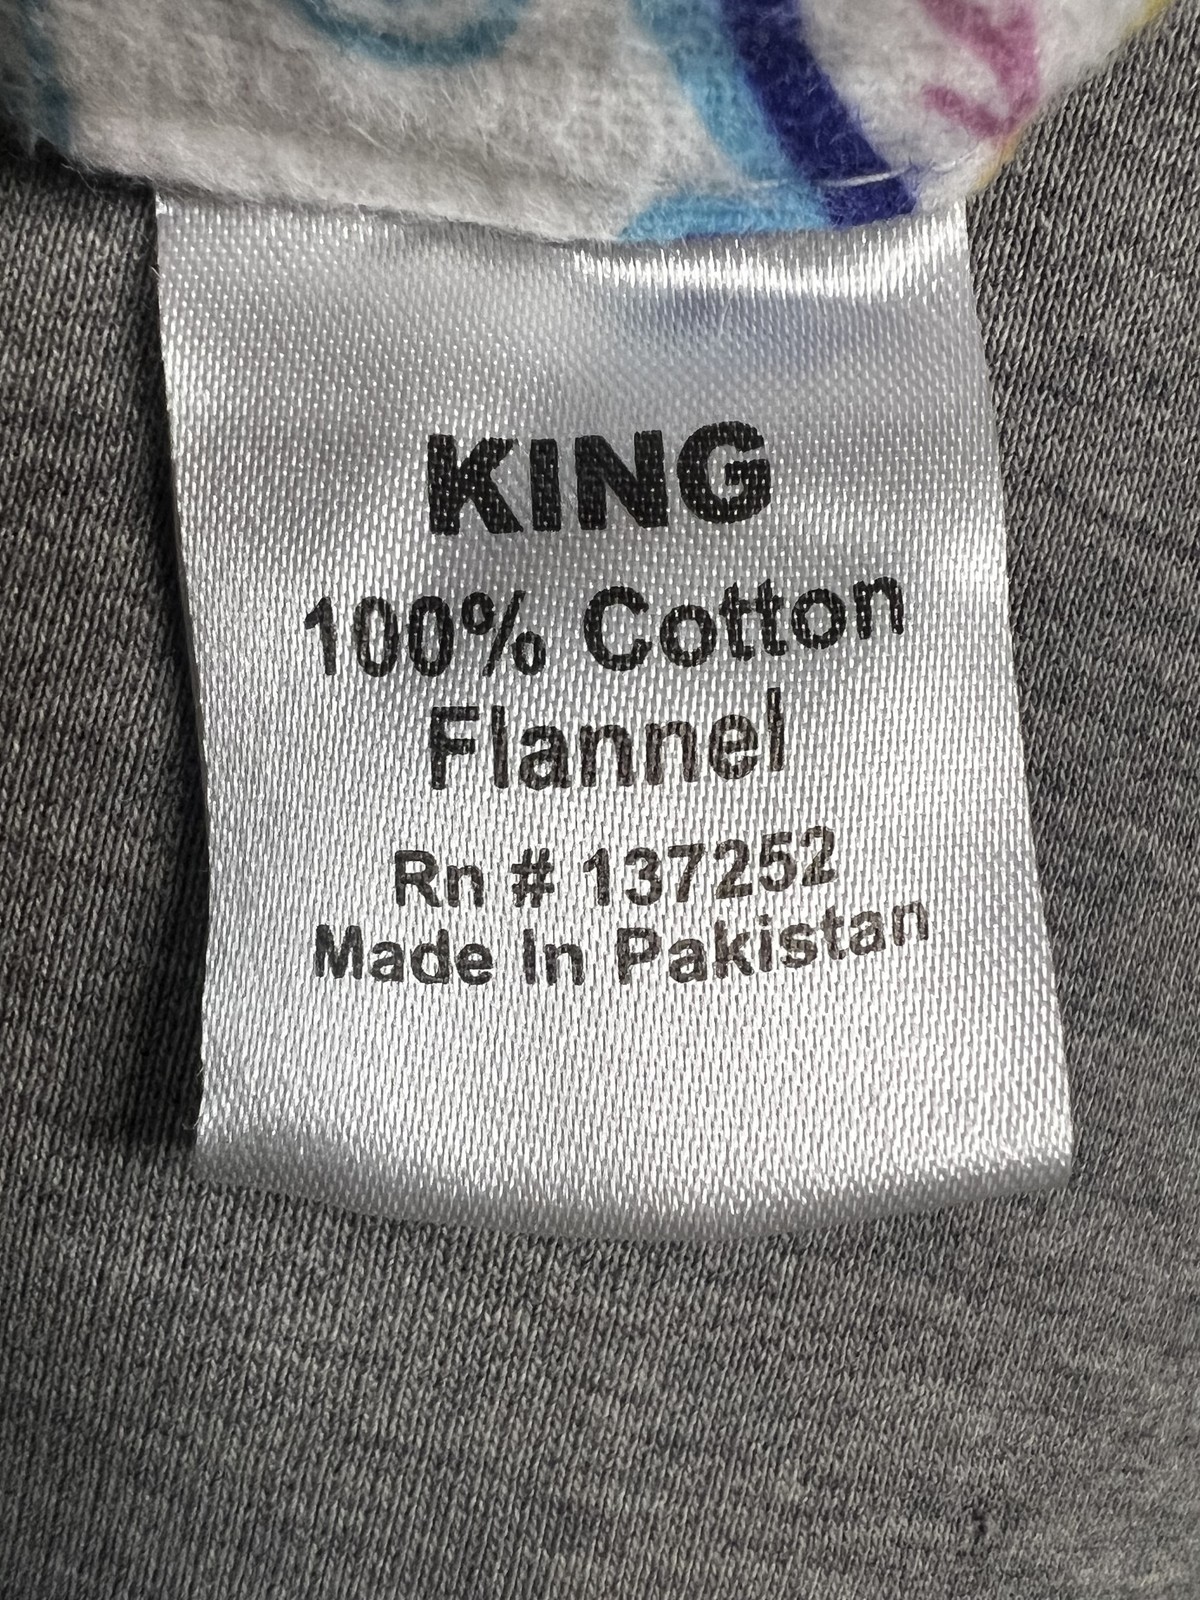 KING
100% Cotton
Flannel
Rn # 137252
Made In Pakistan